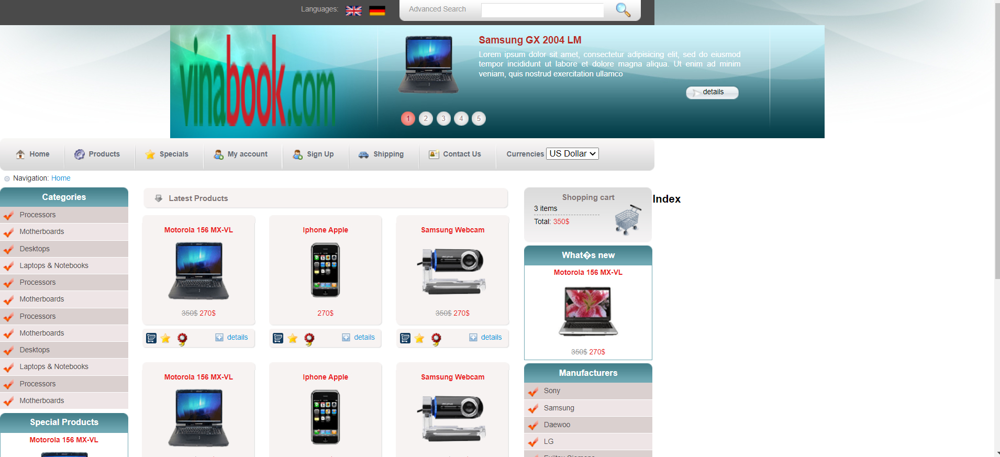 Languages:
Advanced Search
vinabook.com
Samsung GX 2004 LM
Lorem ipsum dolor sit amet, consectetur adipisicing elit, sed do eiusmod
tempor incididunt ut labore et dolore magna aliqua. Ut enim ad minim
veniam, quis nostrud exercitation ullamco
details
1 2 3 4 5
Home Products Specials My account Sign Up Shipping Contact Us Currencies US Dollar
Navigation: Home
Categories
Processors
Motherboards
Desktops
Laptops & Notebooks
Processors
Motherboards
Processors
Motherboards
Desktops
Laptops & Notebooks
Processors
Motherboards
Special Products
Motorola 156 MX-VL
Latest Products
Motorola 156 MX-VL
350$ 270$
details
Iphone Apple
270$
details
Samsung Webcam
350$ 270$
details
Motorola 156 MX-VL
Iphone Apple
Samsung Webcam
Shopping cart
3 items
Total: 350$
What�s new
Motorola 156 MX-VL
350$ 270$
Manufacturers
Sony
Samsung
Daewoo
LG
Index